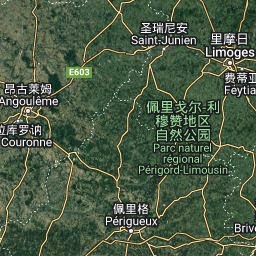 圣瑞尼安
Saint-Junien
里摩日
Limoges
E603
费蒂亚
Feytiat
昂古莱姆
Angoulême
拉库罗讷
Couronne
佩里戈尔-利
穆赞地区
自然公园
Parc naturel
régional
Périgord-Limousin
佩里格
Périgueux
Brive